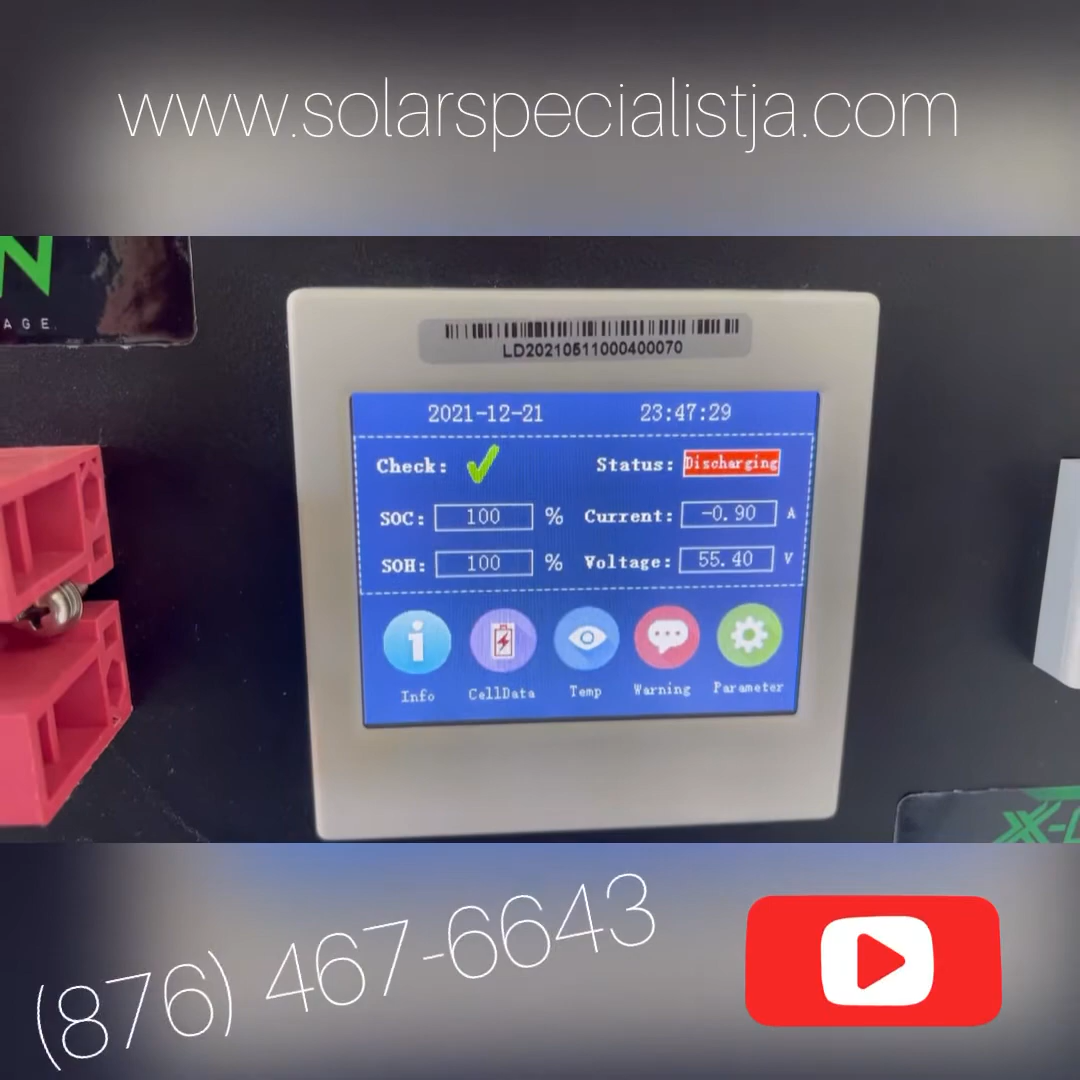 www.solarspecialistja.com
N
AGE.
LD20210511000400070
2021-12-21 23:47:29
Check: Status: Discharging
SOC: 100 % Current: -0.90 A
SOH: 100 % Voltage: 55.40 V
Info CellData Temp Warning Parameter
X-
(876) 467-6643